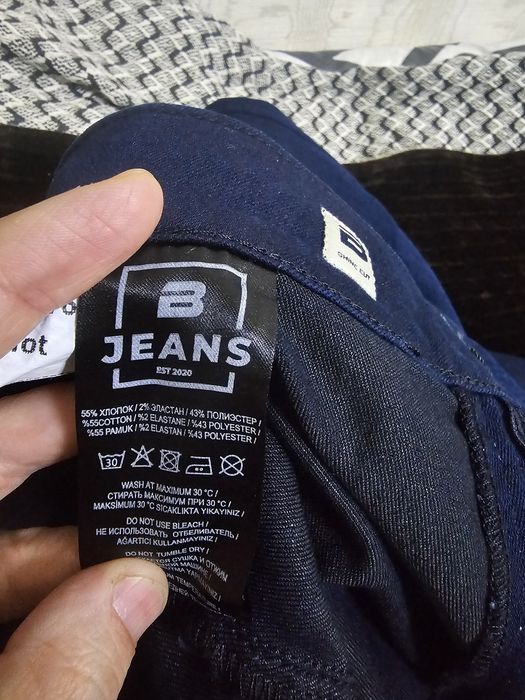 B
JEANS
EST 2020
55% ХЛОПОК / 2% ЭЛАСТАН / 43% ПОЛИЭСТЕР /
%55COTTON / %2 ELASTANE / %43 POLYESTER /
%55 PAMUK / %2 ELASTAN / %43 POLYESTER /
30
WASH AT MAXIMUM 30 °C /
СТИРАТЬ МАКСИМУМ ПРИ 30 °C /
MAKSİMUM 30 °C SICAKLIKTA YIKAYINIZ /
DO NOT USE BLEACH /
НЕ ИСПОЛЬЗОВАТЬ ОТБЕЛИВАТЕЛЬ /
AĞARTICI KULLANMAYINIZ /
DO NOT TUMBLE DRY /
СУШКА И ОТЖИМ
B